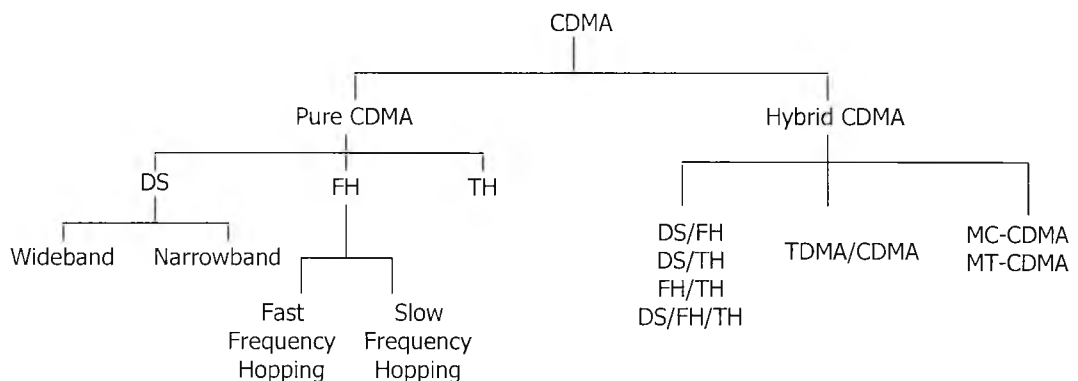 CDMA
Pure CDMA
Hybrid CDMA
DS
FH
TH
Wideband
Narrowband
Fast
Frequency
Hopping
Slow
Frequency
Hopping
DS/FH
DS/TH
FH/TH
DS/FH/TH
TDMA/CDMA
MC-CDMA
MT-CDMA